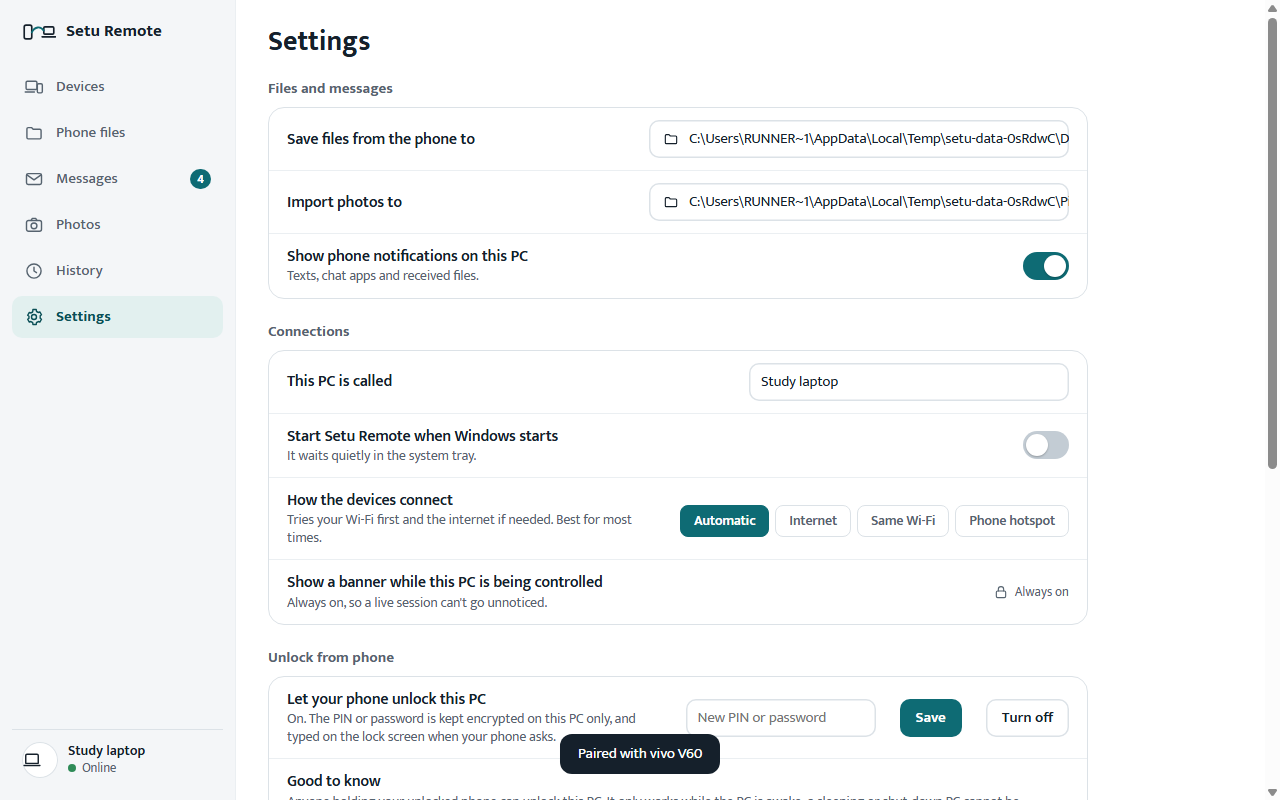 Setu Remote
Devices
Phone files
Messages 4
Photos
History
Settings
Study laptop
Online
Settings
Files and messages
Save files from the phone to
C:\Users\RUNNER~1\AppData\Local\Temp\setu-data-0sRdwC\D
Import photos to
C:\Users\RUNNER~1\AppData\Local\Temp\setu-data-0sRdwC\P
Show phone notifications on this PC
Texts, chat apps and received files.
Connections
This PC is called
Study laptop
Start Setu Remote when Windows starts
It waits quietly in the system tray.
How the devices connect
Tries your Wi-Fi first and the internet if needed. Best for most
times.
Automatic Internet Same Wi-Fi Phone hotspot
Show a banner while this PC is being controlled
Always on, so a live session can't go unnoticed.
Always on
Unlock from phone
Let your phone unlock this PC
On. The PIN or password is kept encrypted on this PC only, and
typed on the lock screen when your phone asks.
New PIN or password Save Turn off
Paired with vivo V60
Good to know